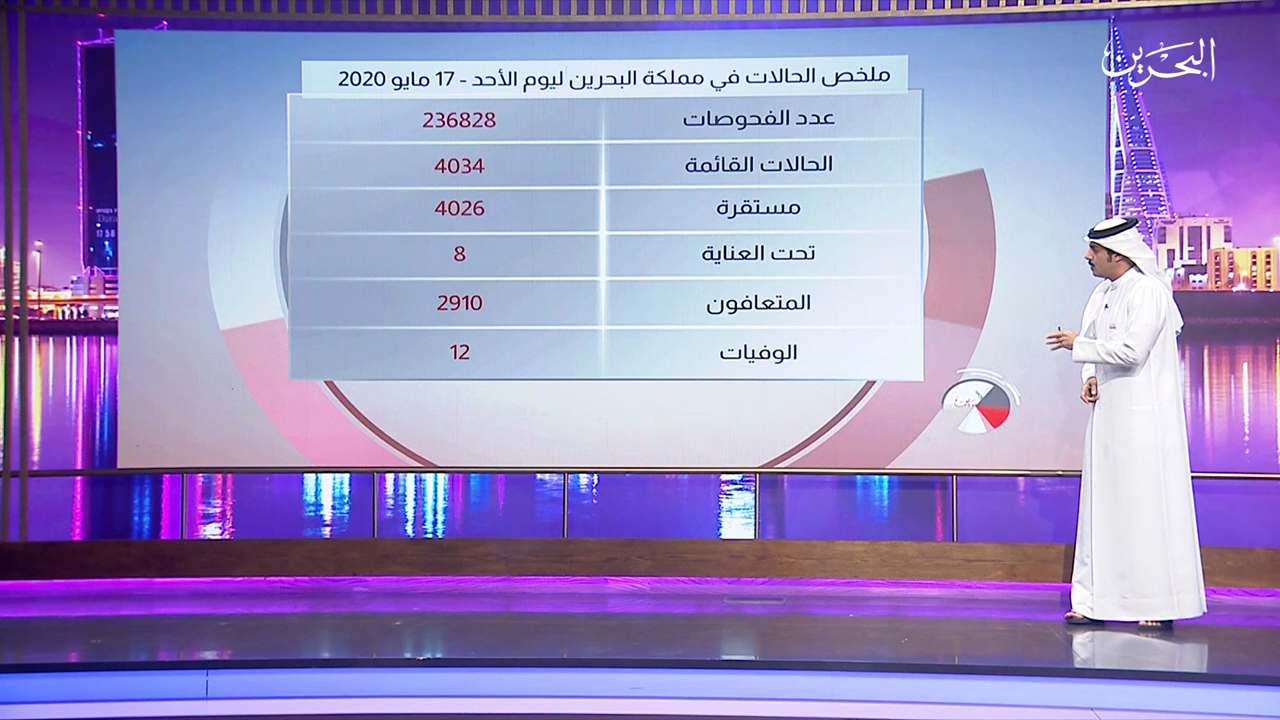 البحرين
ملخص الحالات في مملكة البحرين ليوم الأحد - 17 مايو 2020
عدد الفحوصات 236828
الحالات القائمة 4034
مستقرة 4026
تحت العناية 8
المتعافون 2910
الوفيات 12